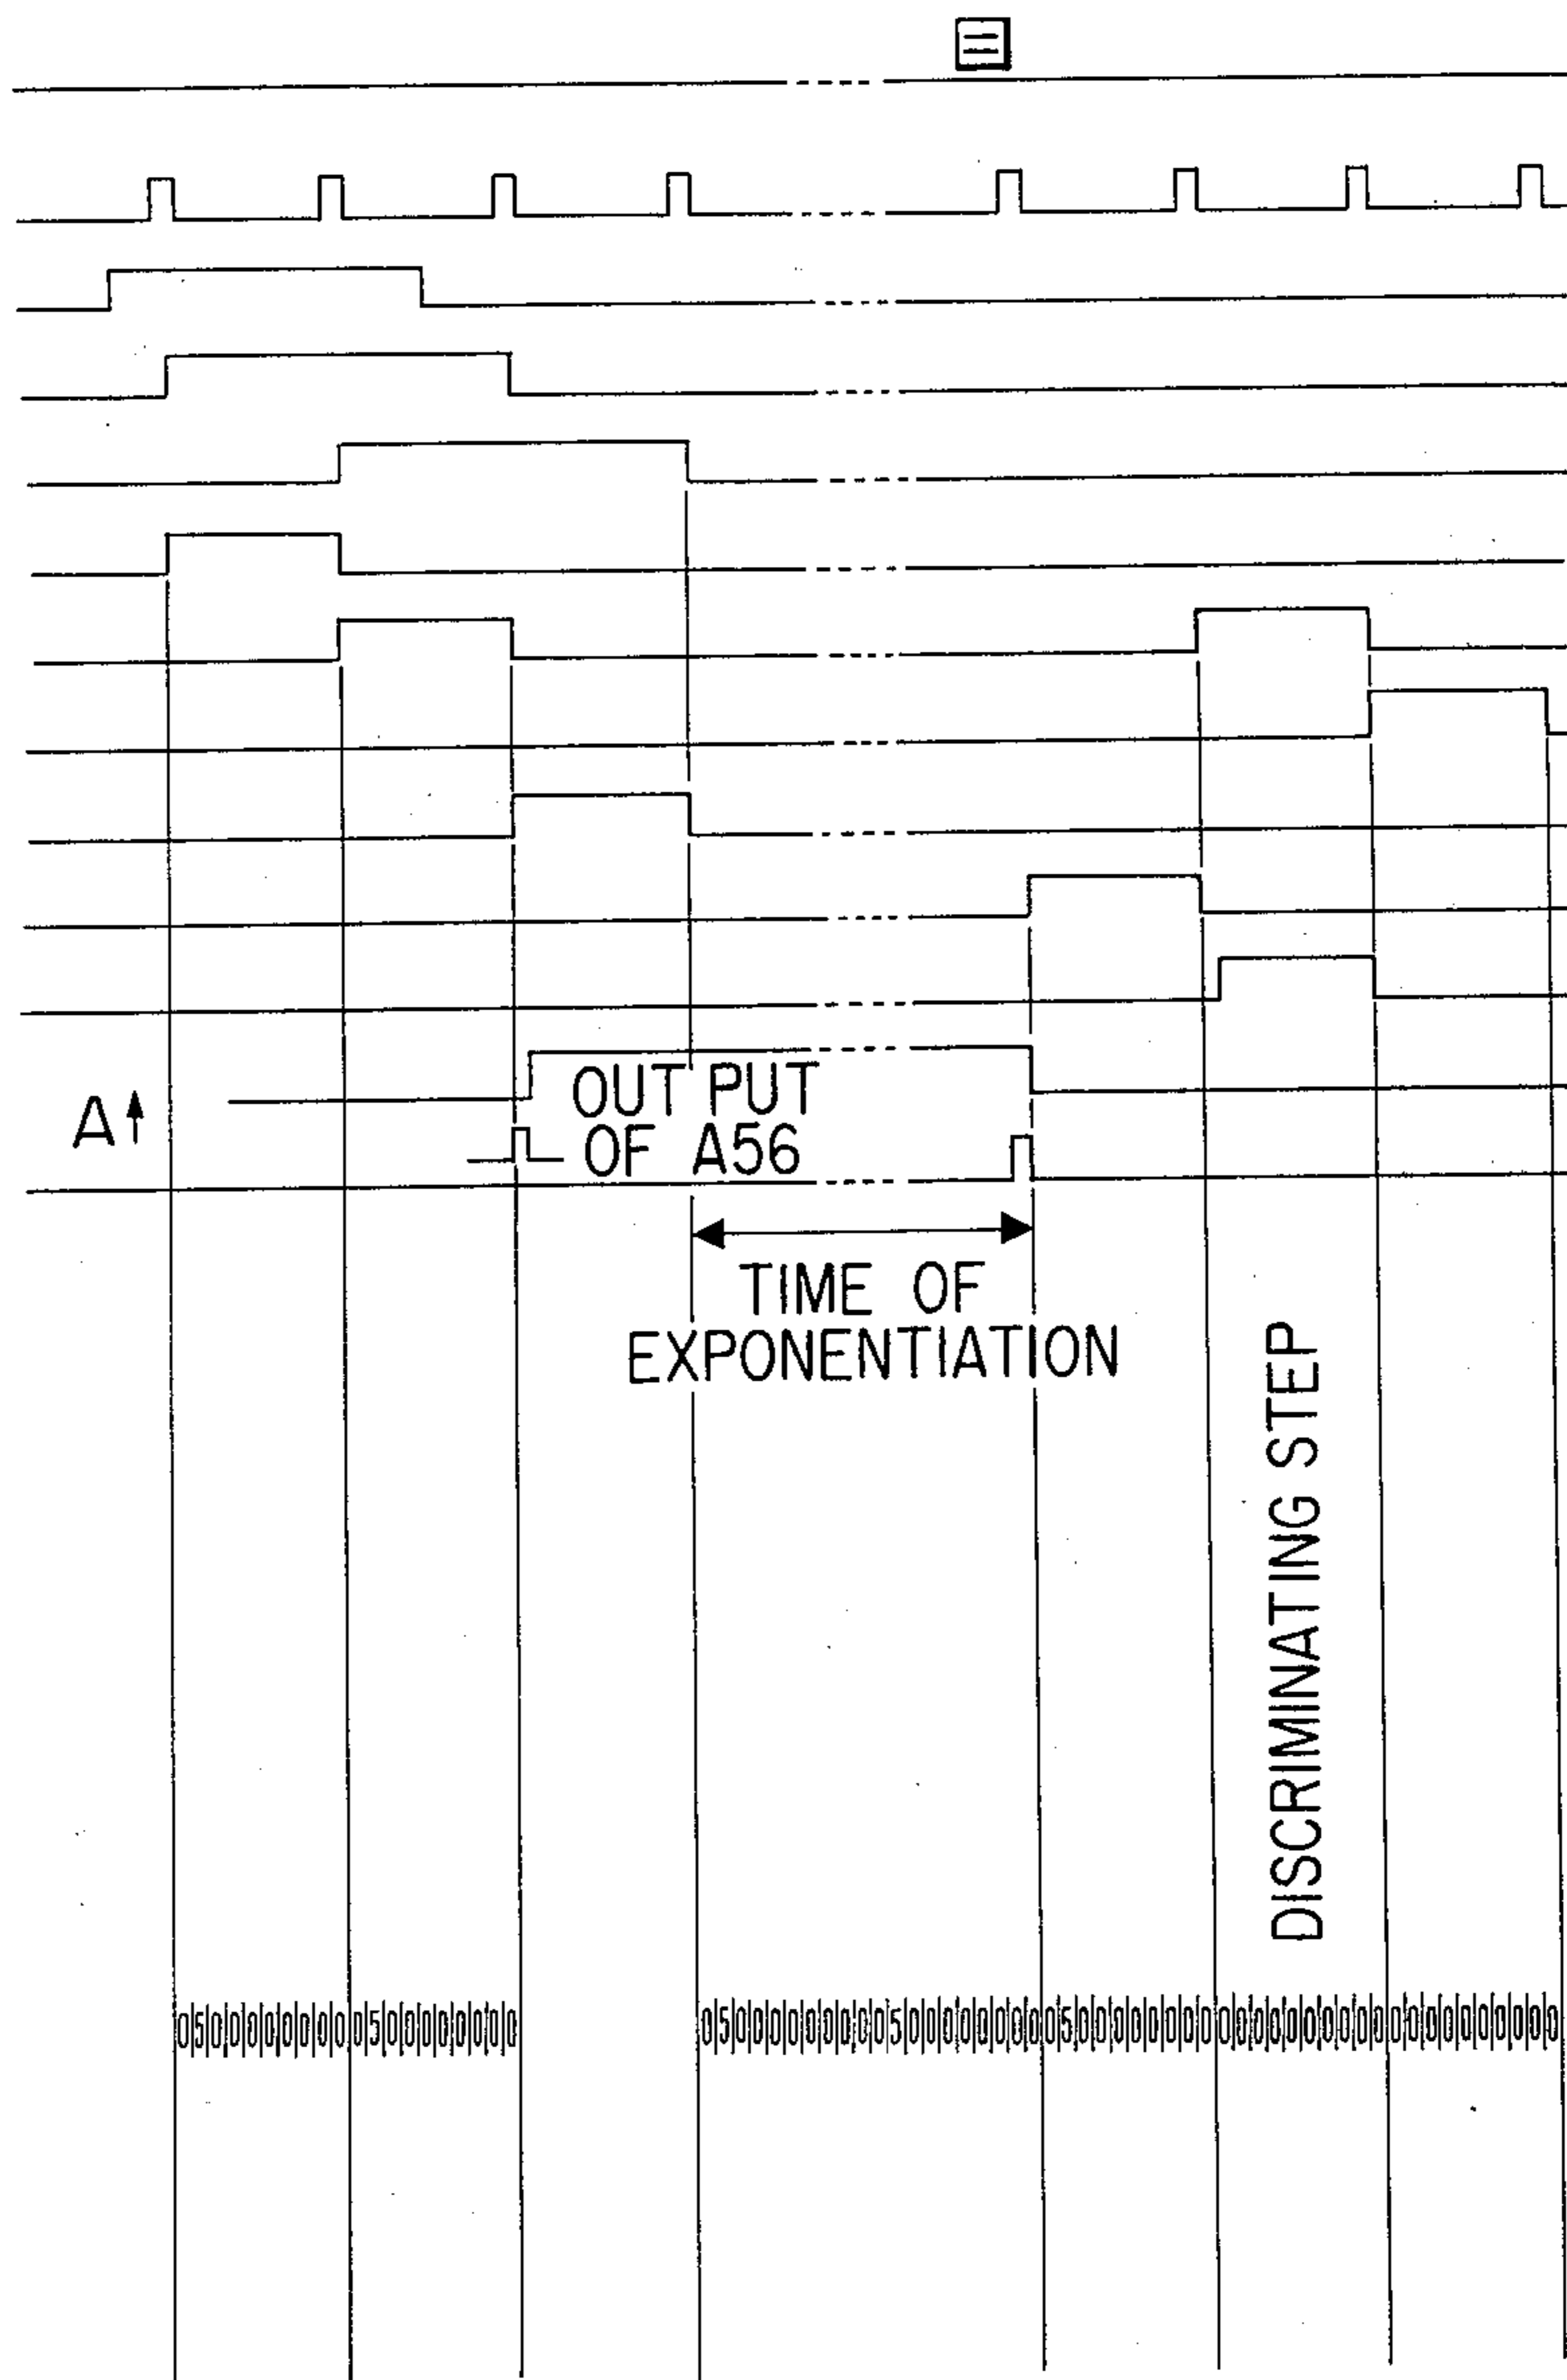 =
A↑ OUT PUT
OF A56
TIME OF
EXPONENTIATION
DISCRIMINATING STEP